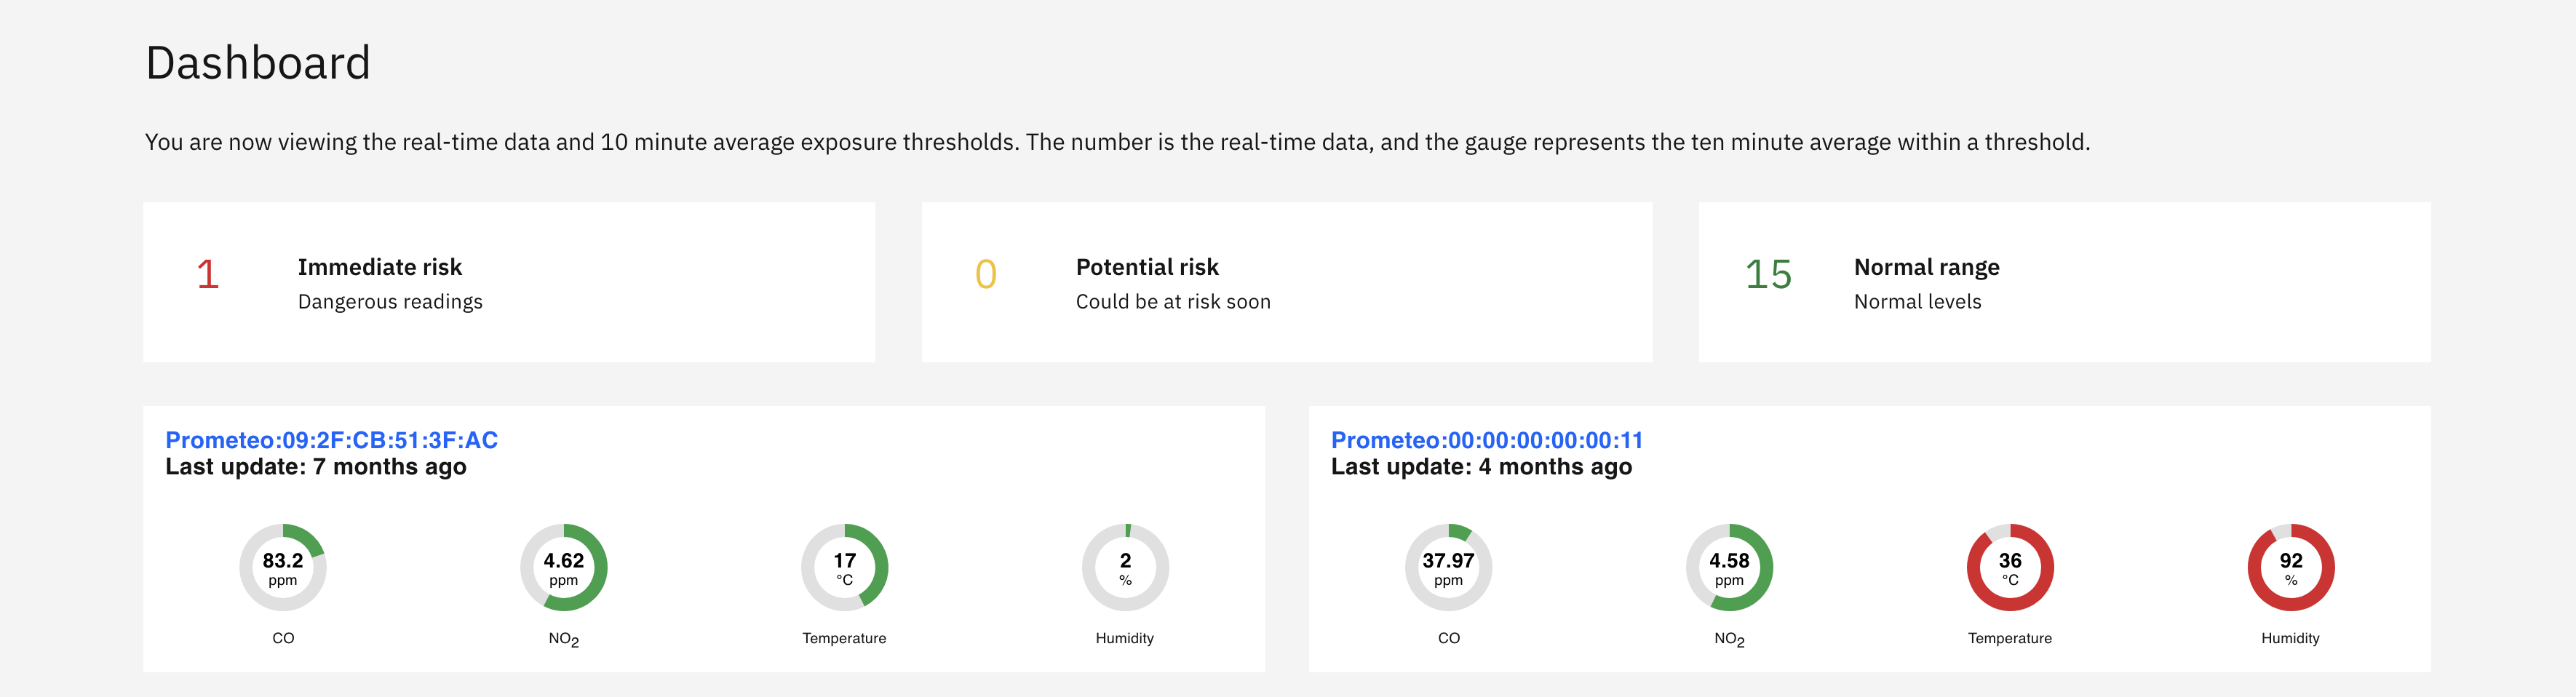 Dashboard
You are now viewing the real-time data and 10 minute average exposure thresholds. The number is the real-time data, and the gauge represents the ten minute average within a threshold.
1
Immediate risk
Dangerous readings
0
Potential risk
Could be at risk soon
15
Normal range
Normal levels
Prometeo:09:2F:CB:51:3F:AC
Last update: 7 months ago
83.2
ppm
CO
4.62
ppm
NO2
17
°C
Temperature
2
%
Humidity
Prometeo:00:00:00:00:00:11
Last update: 4 months ago
37.97
ppm
CO
4.58
ppm
NO2
36
°C
Temperature
92
%
Humidity